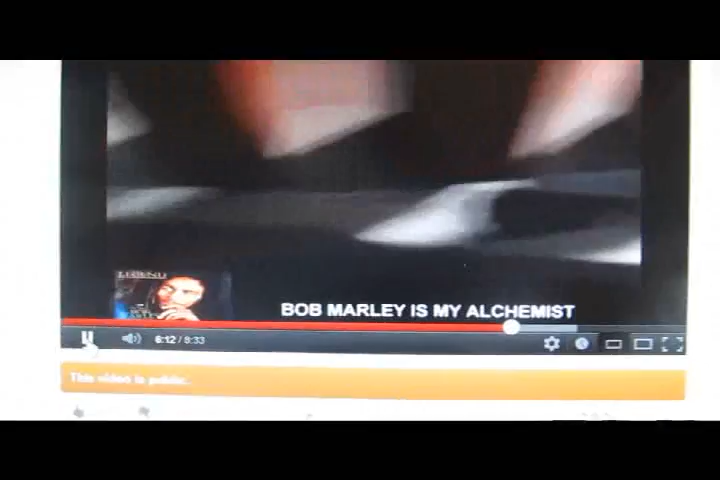 LEGEND
BOB MARLEY IS MY ALCHEMIST
6:12 / 8:33
This video is public.